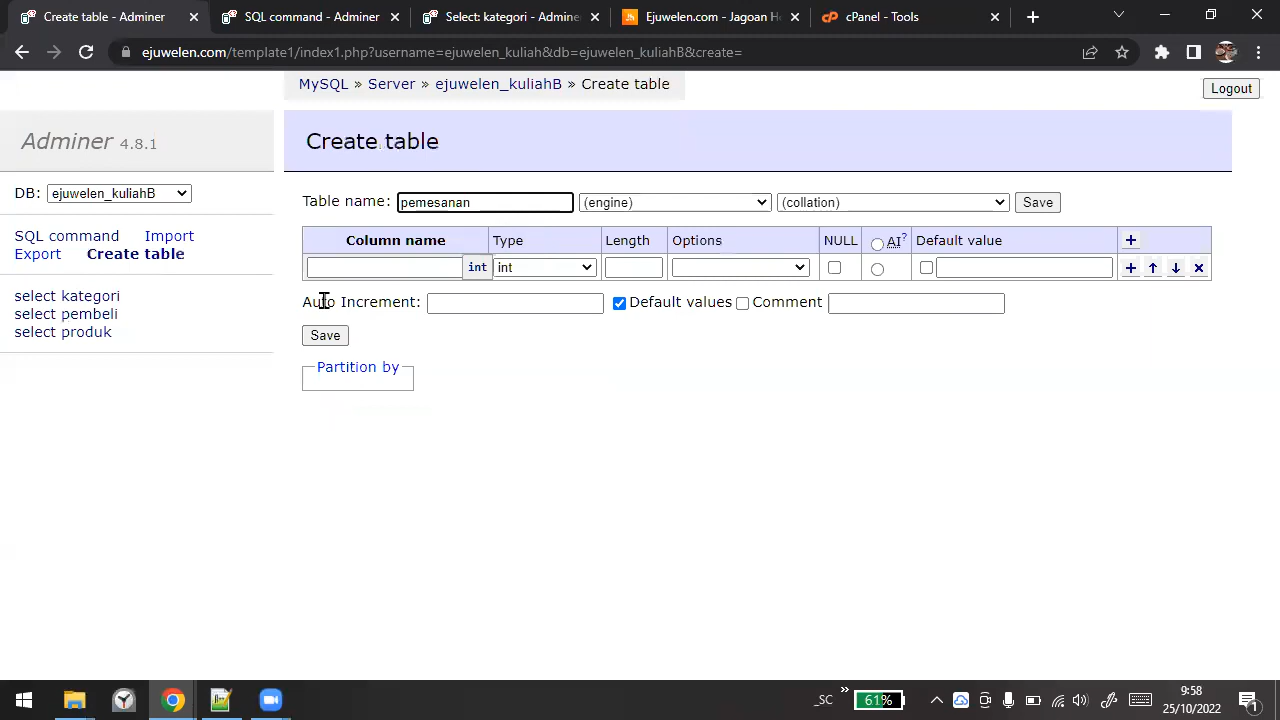 Create table - Adminer
SQL command - Adminer
Select: kategori - Admine
Ejuwelen.com - Jagoan H
cPanel - Tools
ejuwelen.com/template1/index1.php?username=ejuwelen_kuliah&db=ejuwelen_kuliahB&create=
MySQL » Server » ejuwelen_kuliahB » Create table
Logout
Adminer 4.8.1
Create table
DB: ejuwelen_kuliahB
Table name: pemesanan (engine) (collation) Save
SQL command Import
Export Create table
Column name Type Length Options NULL AI? Default value
int int
select kategori
select pembeli
select produk
Auto Increment: Default values Comment
Save
Partition by
_SC
61%
9:58
25/10/2022
1